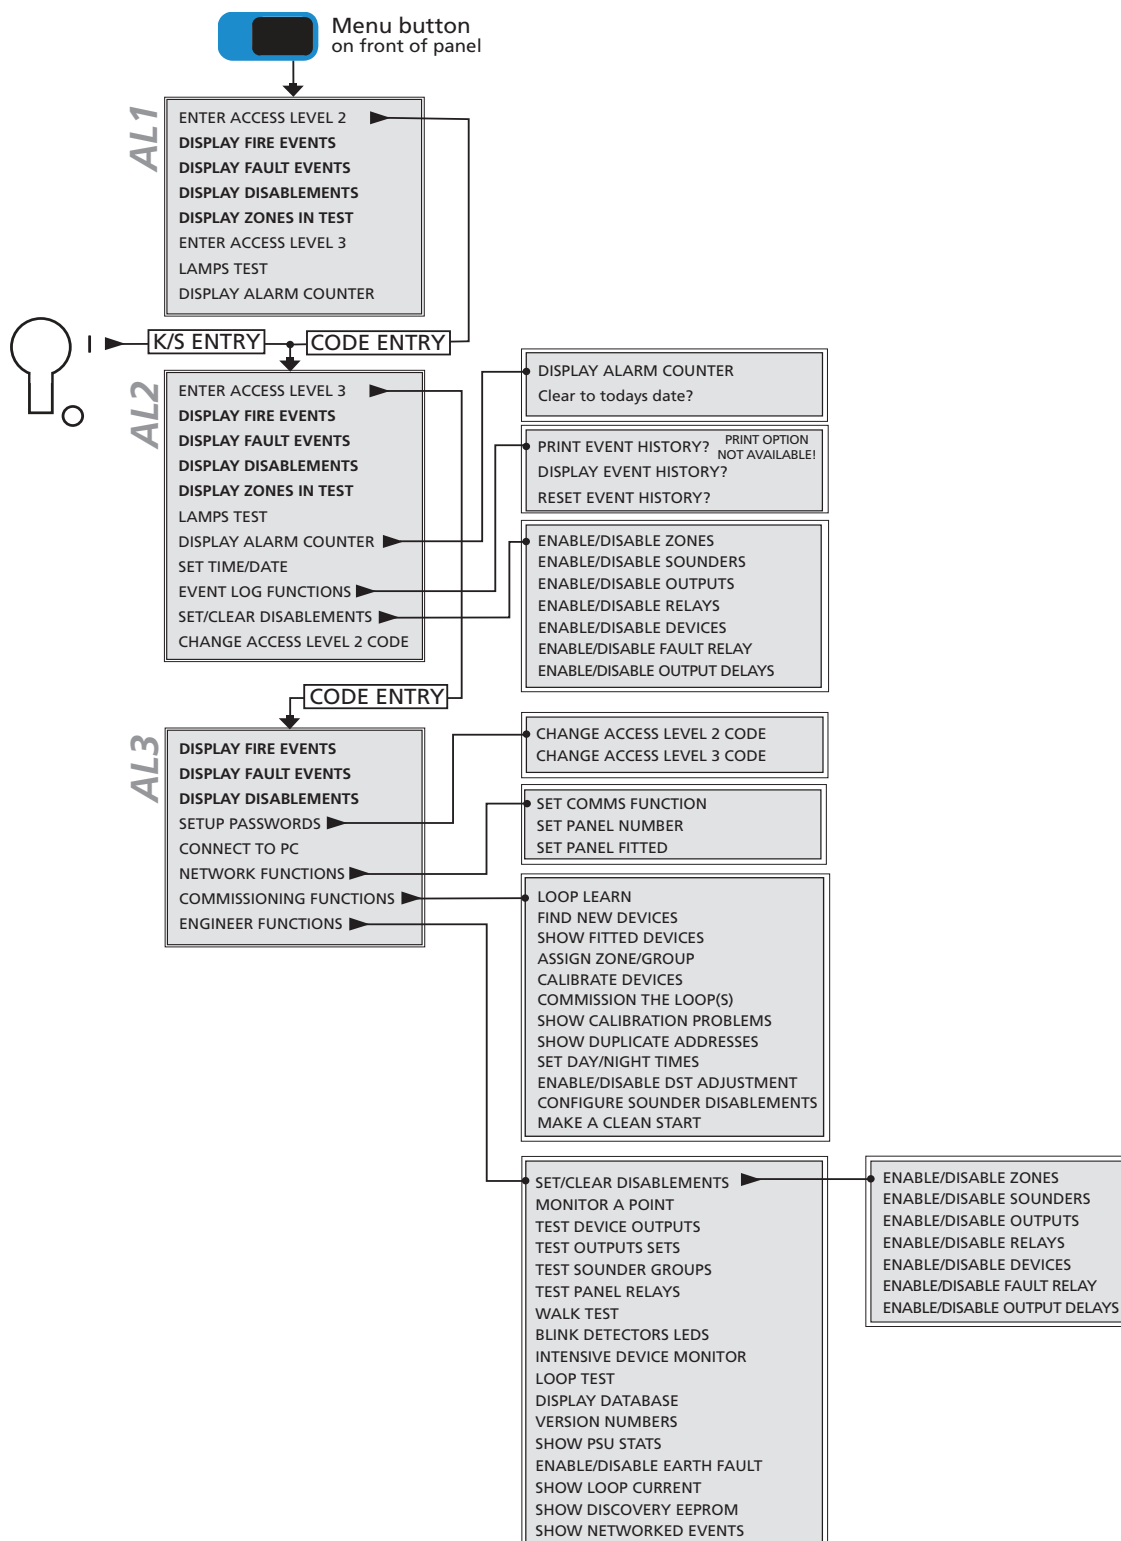 Menu button
on front of panel
AL1
ENTER ACCESS LEVEL 2
DISPLAY FIRE EVENTS
DISPLAY FAULT EVENTS
DISPLAY DISABLEMENTS
DISPLAY ZONES IN TEST
ENTER ACCESS LEVEL 3
LAMPS TEST
DISPLAY ALARM COUNTER
K/S ENTRY
CODE ENTRY
AL2
ENTER ACCESS LEVEL 3
DISPLAY FIRE EVENTS
DISPLAY FAULT EVENTS
DISPLAY DISABLEMENTS
DISPLAY ZONES IN TEST
LAMPS TEST
DISPLAY ALARM COUNTER
SET TIME/DATE
EVENT LOG FUNCTIONS
SET/CLEAR DISABLEMENTS
CHANGE ACCESS LEVEL 2 CODE
DISPLAY ALARM COUNTER
Clear to todays date?
PRINT EVENT HISTORY?
PRINT OPTION
NOT AVAILABLE!
DISPLAY EVENT HISTORY?
RESET EVENT HISTORY?
ENABLE/DISABLE ZONES
ENABLE/DISABLE SOUNDERS
ENABLE/DISABLE OUTPUTS
ENABLE/DISABLE RELAYS
ENABLE/DISABLE DEVICES
ENABLE/DISABLE FAULT RELAY
ENABLE/DISABLE OUTPUT DELAYS
CODE ENTRY
AL3
DISPLAY FIRE EVENTS
DISPLAY FAULT EVENTS
DISPLAY DISABLEMENTS
SETUP PASSWORDS
CONNECT TO PC
NETWORK FUNCTIONS
COMMISSIONING FUNCTIONS
ENGINEER FUNCTIONS
CHANGE ACCESS LEVEL 2 CODE
CHANGE ACCESS LEVEL 3 CODE
SET COMMS FUNCTION
SET PANEL NUMBER
SET PANEL FITTED
LOOP LEARN
FIND NEW DEVICES
SHOW FITTED DEVICES
ASSIGN ZONE/GROUP
CALIBRATE DEVICES
COMMISSION THE LOOP(S)
SHOW CALIBRATION PROBLEMS
SHOW DUPLICATE ADDRESSES
SET DAY/NIGHT TIMES
ENABLE/DISABLE DST ADJUSTMENT
CONFIGURE SOUNDER DISABLEMENTS
MAKE A CLEAN START
SET/CLEAR DISABLEMENTS
MONITOR A POINT
TEST DEVICE OUTPUTS
TEST OUTPUTS SETS
TEST SOUNDER GROUPS
TEST PANEL RELAYS
WALK TEST
BLINK DETECTORS LEDS
INTENSIVE DEVICE MONITOR
LOOP TEST
DISPLAY DATABASE
VERSION NUMBERS
SHOW PSU STATS
ENABLE/DISABLE EARTH FAULT
SHOW LOOP CURRENT
SHOW DISCOVERY EEPROM
SHOW NETWORKED EVENTS
ENABLE/DISABLE ZONES
ENABLE/DISABLE SOUNDERS
ENABLE/DISABLE OUTPUTS
ENABLE/DISABLE RELAYS
ENABLE/DISABLE DEVICES
ENABLE/DISABLE FAULT RELAY
ENABLE/DISABLE OUTPUT DELAYS